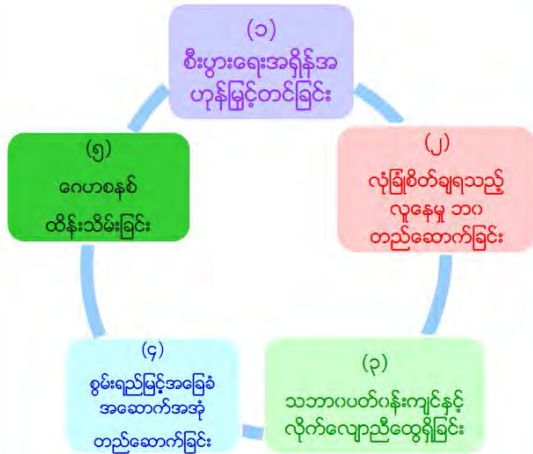 (၁)
စီးပွားရေးအရှိန်အ
ဟုန်မြှင့်တင်ခြင်း
(၂)
လုံခြုံစိတ်ချရသည့်
လူနေမှု ဘဝ
တည်ဆောက်ခြင်း
(၃)
သဘာဝပတ်ဝန်းကျင်နှင့်
လိုက်လျောညီထွေရှိခြင်း
(၄)
စွမ်းရည်မြင့်အခြေခံ
အဆောက်အအုံ
တည်ဆောက်ခြင်း
(၅)
ဂေဟစနစ်
ထိန်းသိမ်းခြင်း